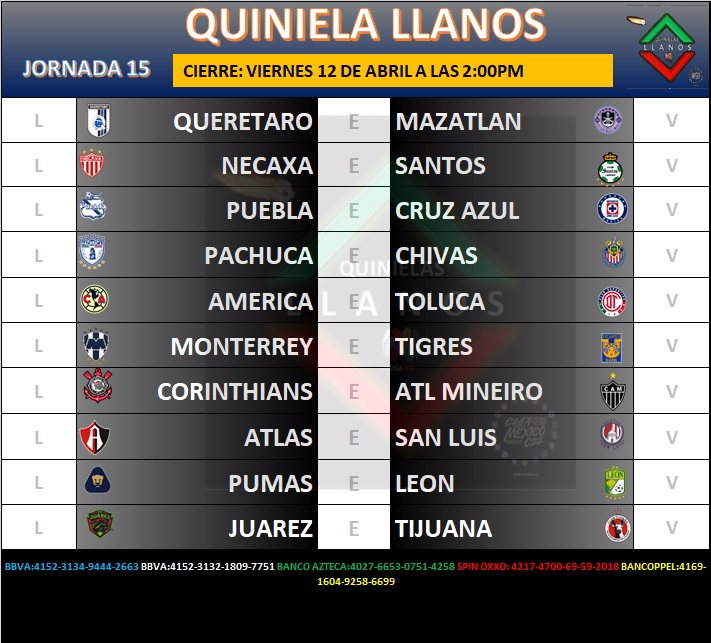 QUINIELA LLANOS
JORNADA 15
CIERRE: VIERNES 12 DE ABRIL A LAS 2:00PM
QUINIELAS
LLANOS
L QUERETARO E MAZATLAN V
L NECAXA E SANTOS V
L PUEBLA E CRUZ AZUL V
L PACHUCA E CHIVAS V
QUINIELAS
L AMERICA E TOLUCA V
LLANOS
L MONTERREY E TIGRES V
L CORINTHIANS E ATL MINEIRO V
L ATLAS E SAN LUIS V
L PUMAS E LEON V
L JUAREZ E TIJUANA V
BBVA:4152-3134-9444-2663 BBVA:4152-3132-1809-7751 BANCO AZTECA:4027-6653-0751-4258 SPIN OXXO: 4217-4700-69-59-2018 BANCOPPEL:4169-
1604-9258-6699